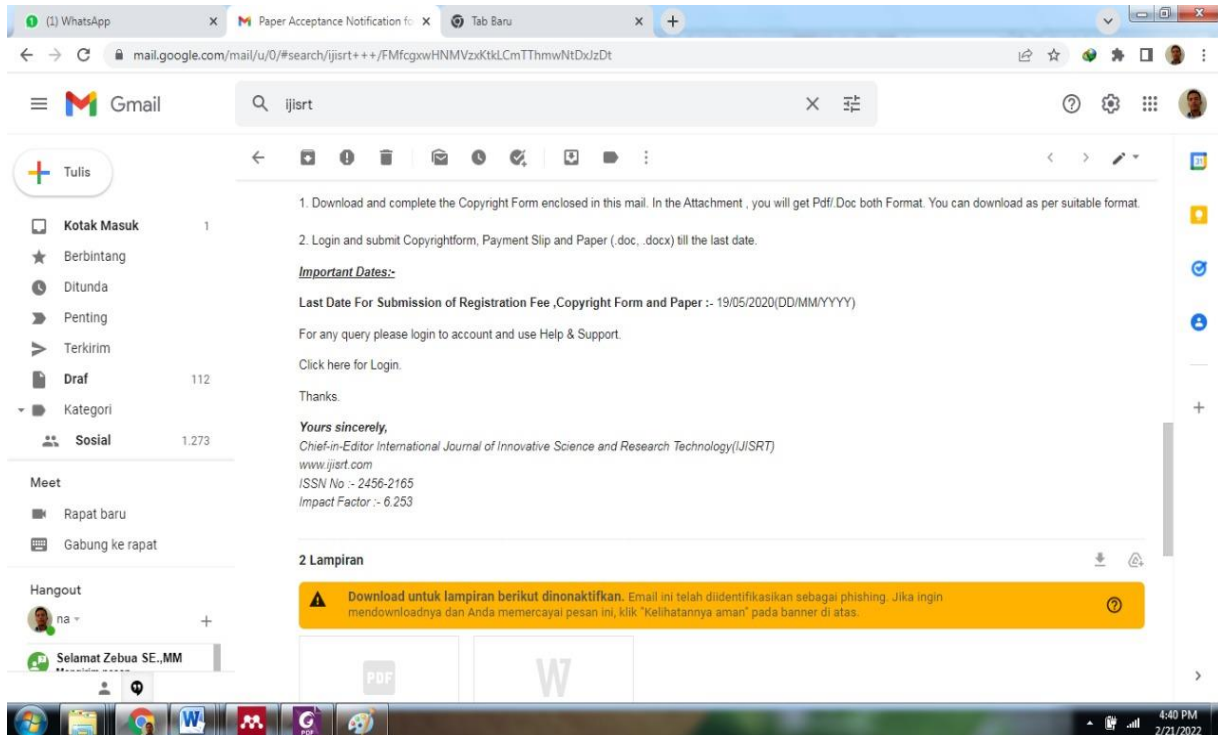 (1) WhatsApp
Paper Acceptance Notification fo
Tab Baru
mail.google.com/mail/u/0/#search/ijisrt+++/FMfcgxwHNMVzxKtkLCmTThmwNtDxJzDt
Gmail
ijisrt
Tulis
Kotak Masuk 1
Berbintang
Ditunda
Penting
Terkirim
Draf 112
Kategori
Sosial 1.273
Meet
Rapat baru
Gabung ke rapat
Hangout
na
Selamat Zebua SE.,MM
1. Download and complete the Copyright Form enclosed in this mail. In the Attachment , you will get Pdf/.Doc both Format. You can download as per suitable format.
2. Login and submit Copyrightform, Payment Slip and Paper (.doc, .docx) till the last date.
Important Dates:-
Last Date For Submission of Registration Fee ,Copyright Form and Paper :- 19/05/2020(DD/MM/YYYY)
For any query please login to account and use Help & Support.
Click here for Login.
Thanks.
Yours sincerely,
Chief-in-Editor International Journal of Innovative Science and Research Technology(IJISRT)
www.ijisrt.com
ISSN No :- 2456-2165
Impact Factor :- 6.253
2 Lampiran
Download untuk lampiran berikut dinonaktifkan. Email ini telah diidentifikasikan sebagai phishing. Jika ingin
mendownloadnya dan Anda memercayai pesan ini, klik "Kelihatannya aman" pada banner di atas.
PDF
W
31
4:40 PM
2/21/2022